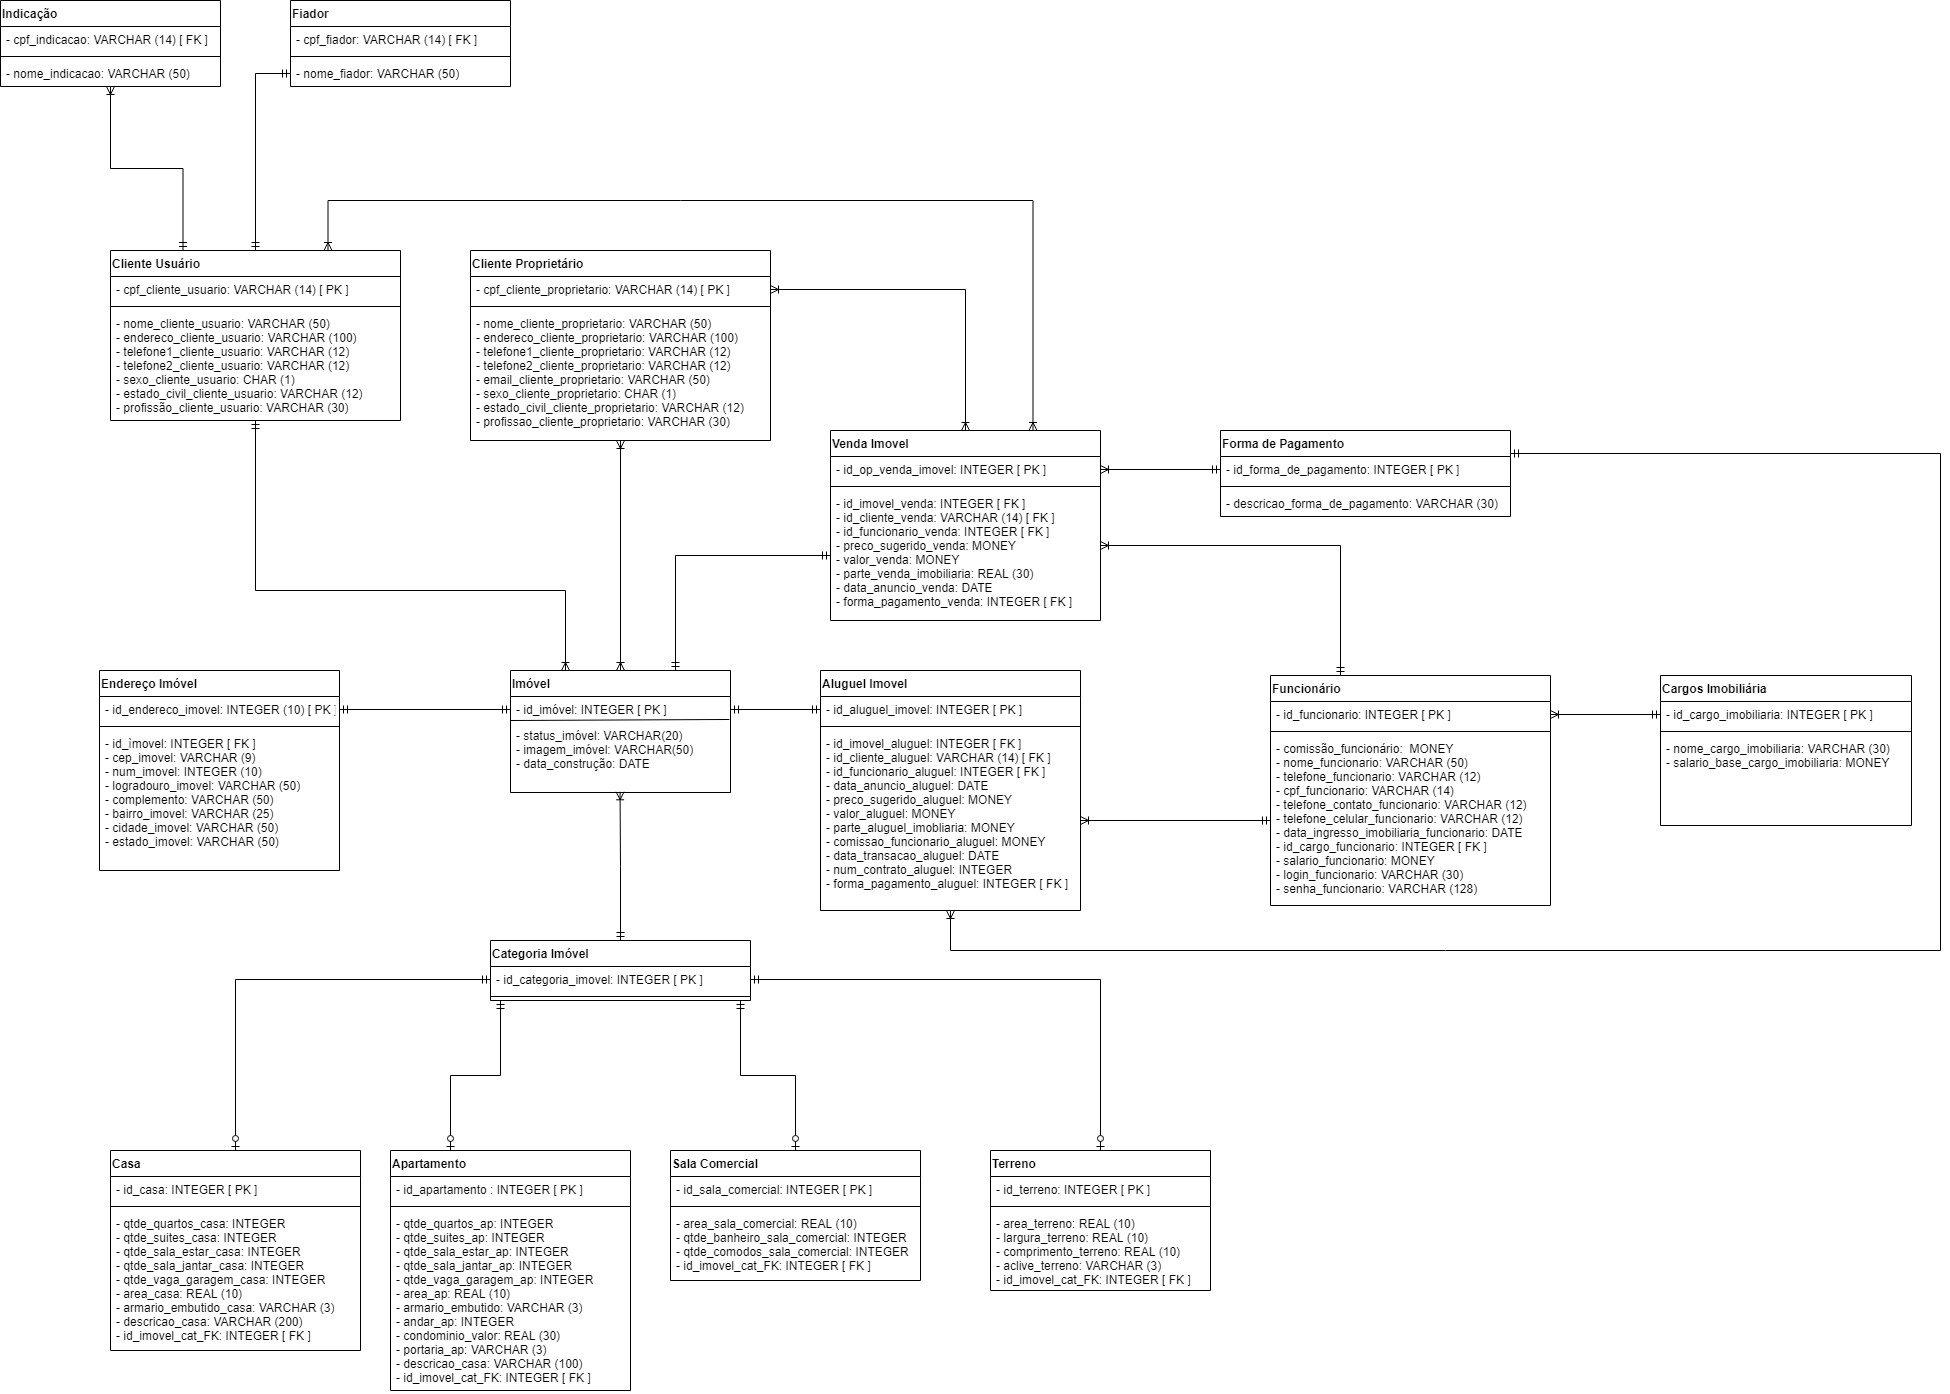 Indicação
- cpf_indicacao: VARCHAR (14) [ FK ]
- nome_indicacao: VARCHAR (50)
Fiador
- cpf_fiador: VARCHAR (14) [ FK ]
- nome_fiador: VARCHAR (50)
Cliente Usuário
- cpf_cliente_usuario: VARCHAR (14) [ PK ]
- nome_cliente_usuario: VARCHAR (50)
- endereco_cliente_usuario: VARCHAR (100)
- telefone1_cliente_usuario: VARCHAR (12)
- telefone2_cliente_usuario: VARCHAR (12)
- sexo_cliente_usuario: CHAR (1)
- estado_civil_cliente_usuario: VARCHAR (12)
- profissão_cliente_usuario: VARCHAR (30)
Cliente Proprietário
- cpf_cliente_proprietario: VARCHAR (14) [ PK ]
- nome_cliente_proprietario: VARCHAR (50)
- endereco_cliente_proprietario: VARCHAR (100)
- telefone1_cliente_proprietario: VARCHAR (12)
- telefone2_cliente_proprietario: VARCHAR (12)
- email_cliente_proprietario: VARCHAR (50)
- sexo_cliente_proprietario: CHAR (1)
- estado_civil_cliente_proprietario: VARCHAR (12)
- profissao_cliente_proprietario: VARCHAR (30)
Venda Imovel
- id_op_venda_imovel: INTEGER [ PK ]
- id_imovel_venda: INTEGER [ FK ]
- id_cliente_venda: VARCHAR (14) [ FK ]
- id_funcionario_venda: INTEGER [ FK ]
- preco_sugerido_venda: MONEY
- valor_venda: MONEY
- parte_venda_imobiliaria: REAL (30)
- data_anuncio_venda: DATE
- forma_pagamento_venda: INTEGER [ FK ]
Forma de Pagamento
- id_forma_de_pagamento: INTEGER [ PK ]
- descricao_forma_de_pagamento: VARCHAR (30)
Endereço Imóvel
- id_endereco_imovel: INTEGER (10) [ PK ]
- id_imovel: INTEGER [ FK ]
- cep_imovel: VARCHAR (9)
- num_imovel: INTEGER (10)
- logradouro_imovel: VARCHAR (50)
- complemento: VARCHAR (50)
- bairro_imovel: VARCHAR (25)
- cidade_imovel: VARCHAR (50)
- estado_imovel: VARCHAR (50)
Imóvel
- id_imóvel: INTEGER [ PK ]
- status_imóvel: VARCHAR(20)
- imagem_imóvel: VARCHAR(50)
- data_construção: DATE
Aluguel Imovel
- id_aluguel_imovel: INTEGER [ PK ]
- id_imovel_aluguel: INTEGER [ FK ]
- id_cliente_aluguel: VARCHAR (14) [ FK ]
- id_funcionario_aluguel: INTEGER [ FK ]
- data_anuncio_aluguel: DATE
- preco_sugerido_aluguel: MONEY
- valor_aluguel: MONEY
- parte_aluguel_imobliaria: MONEY
- comissao_funcionario_aluguel: MONEY
- data_transacao_aluguel: DATE
- num_contrato_aluguel: INTEGER
- forma_pagamento_aluguel: INTEGER [ FK ]
Funcionário
- id_funcionario: INTEGER [ PK ]
- comissão_funcionário:  MONEY
- nome_funcionario: VARCHAR (50)
- telefone_funcionario: VARCHAR (12)
- cpf_funcionario: VARCHAR (14)
- telefone_contato_funcionario: VARCHAR (12)
- telefone_celular_funcionario: VARCHAR (12)
- data_ingresso_imobiliaria_funcionario: DATE
- id_cargo_funcionario: INTEGER [ FK ]
- salario_funcionario: MONEY
- login_funcionario: VARCHAR (30)
- senha_funcionario: VARCHAR (128)
Cargos Imobiliária
- id_cargo_imobiliaria: INTEGER [ PK ]
- nome_cargo_imobiliaria: VARCHAR (30)
- salario_base_cargo_imobiliaria: MONEY
Categoria Imóvel
- id_categoria_imovel: INTEGER [ PK ]
Casa
- id_casa: INTEGER [ PK ]
- qtde_quartos_casa: INTEGER
- qtde_suites_casa: INTEGER
- qtde_sala_estar_casa: INTEGER
- qtde_sala_jantar_casa: INTEGER
- qtde_vaga_garagem_casa: INTEGER
- area_casa: REAL (10)
- armario_embutido_casa: VARCHAR (3)
- descricao_casa: VARCHAR (200)
- id_imovel_cat_FK: INTEGER [ FK ]
Apartamento
- id_apartamento : INTEGER [ PK ]
- qtde_quartos_ap: INTEGER
- qtde_suites_ap: INTEGER
- qtde_sala_estar_ap: INTEGER
- qtde_sala_jantar_ap: INTEGER
- qtde_vaga_garagem_ap: INTEGER
- area_ap: REAL (10)
- armario_embutido: VARCHAR (3)
- andar_ap: INTEGER
- condominio_valor: REAL (30)
- portaria_ap: VARCHAR (3)
- descricao_casa: VARCHAR (100)
- id_imovel_cat_FK: INTEGER [ FK ]
Sala Comercial
- id_sala_comercial: INTEGER [ PK ]
- area_sala_comercial: REAL (10)
- qtde_banheiro_sala_comercial: INTEGER
- qtde_comodos_sala_comercial: INTEGER
- id_imovel_cat_FK: INTEGER [ FK ]
Terreno
- id_terreno: INTEGER [ PK ]
- area_terreno: REAL (10)
- largura_terreno: REAL (10)
- comprimento_terreno: REAL (10)
- aclive_terreno: VARCHAR (3)
- id_imovel_cat_FK: INTEGER [ FK ]